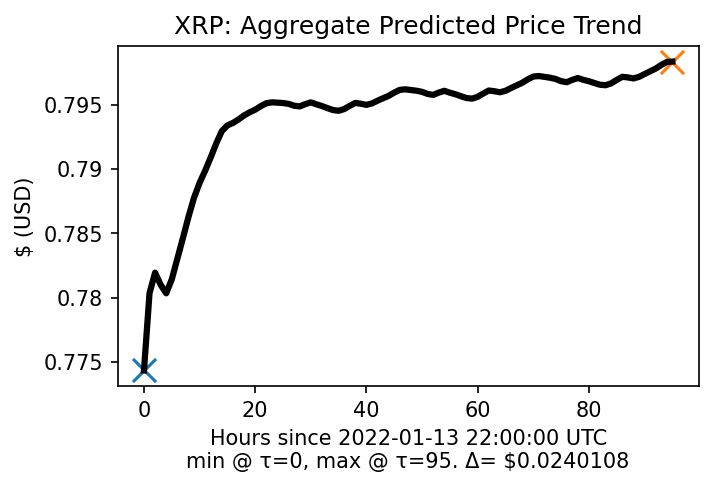 XRP: Aggregate Predicted Price Trend
$ (USD)
0.795
0.79
0.785
0.78
0.775
0
20
40
60
80
Hours since 2022-01-13 22:00:00 UTC
min @ τ=0, max @ τ=95. Δ= $0.0240108